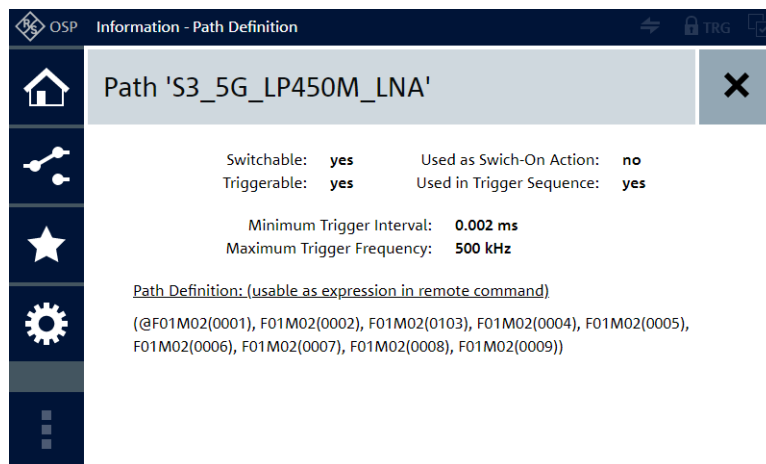 R&S OSP Information - Path Definition TRG
Path 'S3_5G_LP450M_LNA'
Switchable: yes Used as Swich-On Action: no
Triggerable: yes Used in Trigger Sequence: yes
Minimum Trigger Interval: 0.002 ms
Maximum Trigger Frequency: 500 kHz
Path Definition: (usable as expression in remote command)
(@F01M02(0001), F01M02(0002), F01M02(0103), F01M02(0004), F01M02(0005),
F01M02(0006), F01M02(0007), F01M02(0008), F01M02(0009))